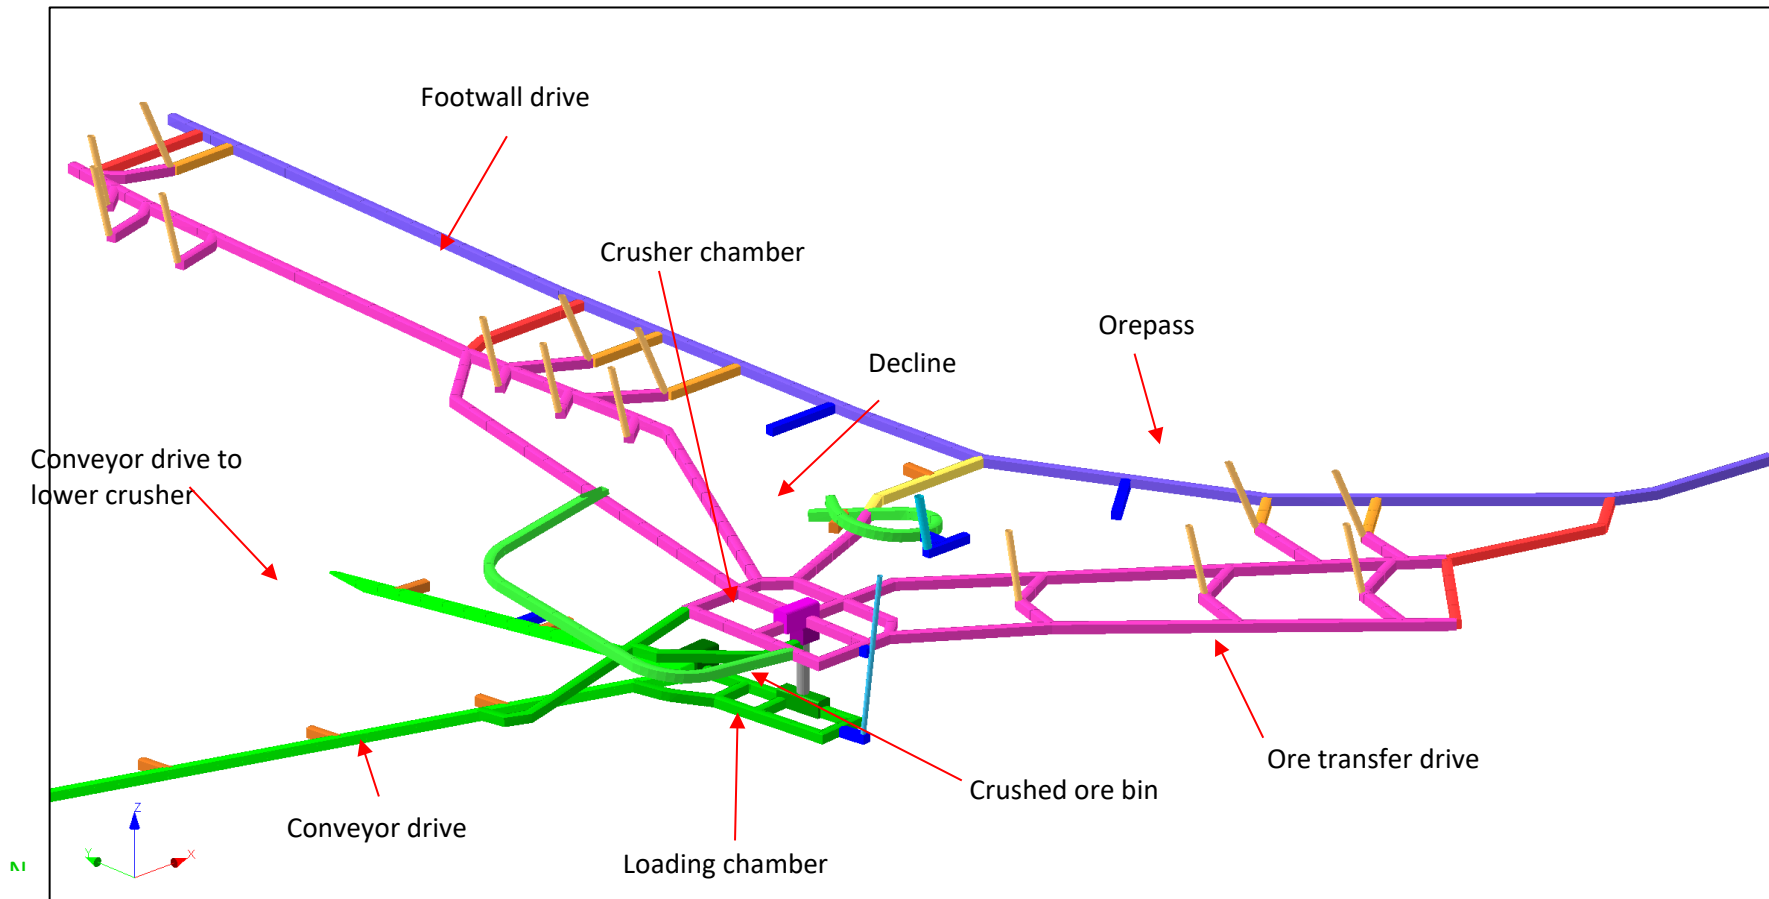 Footwall drive
Crusher chamber
Orepass
Decline
Conveyor drive to
lower crusher
Ore transfer drive
Crushed ore bin
Conveyor drive
Loading chamber
Z
Y
X
N